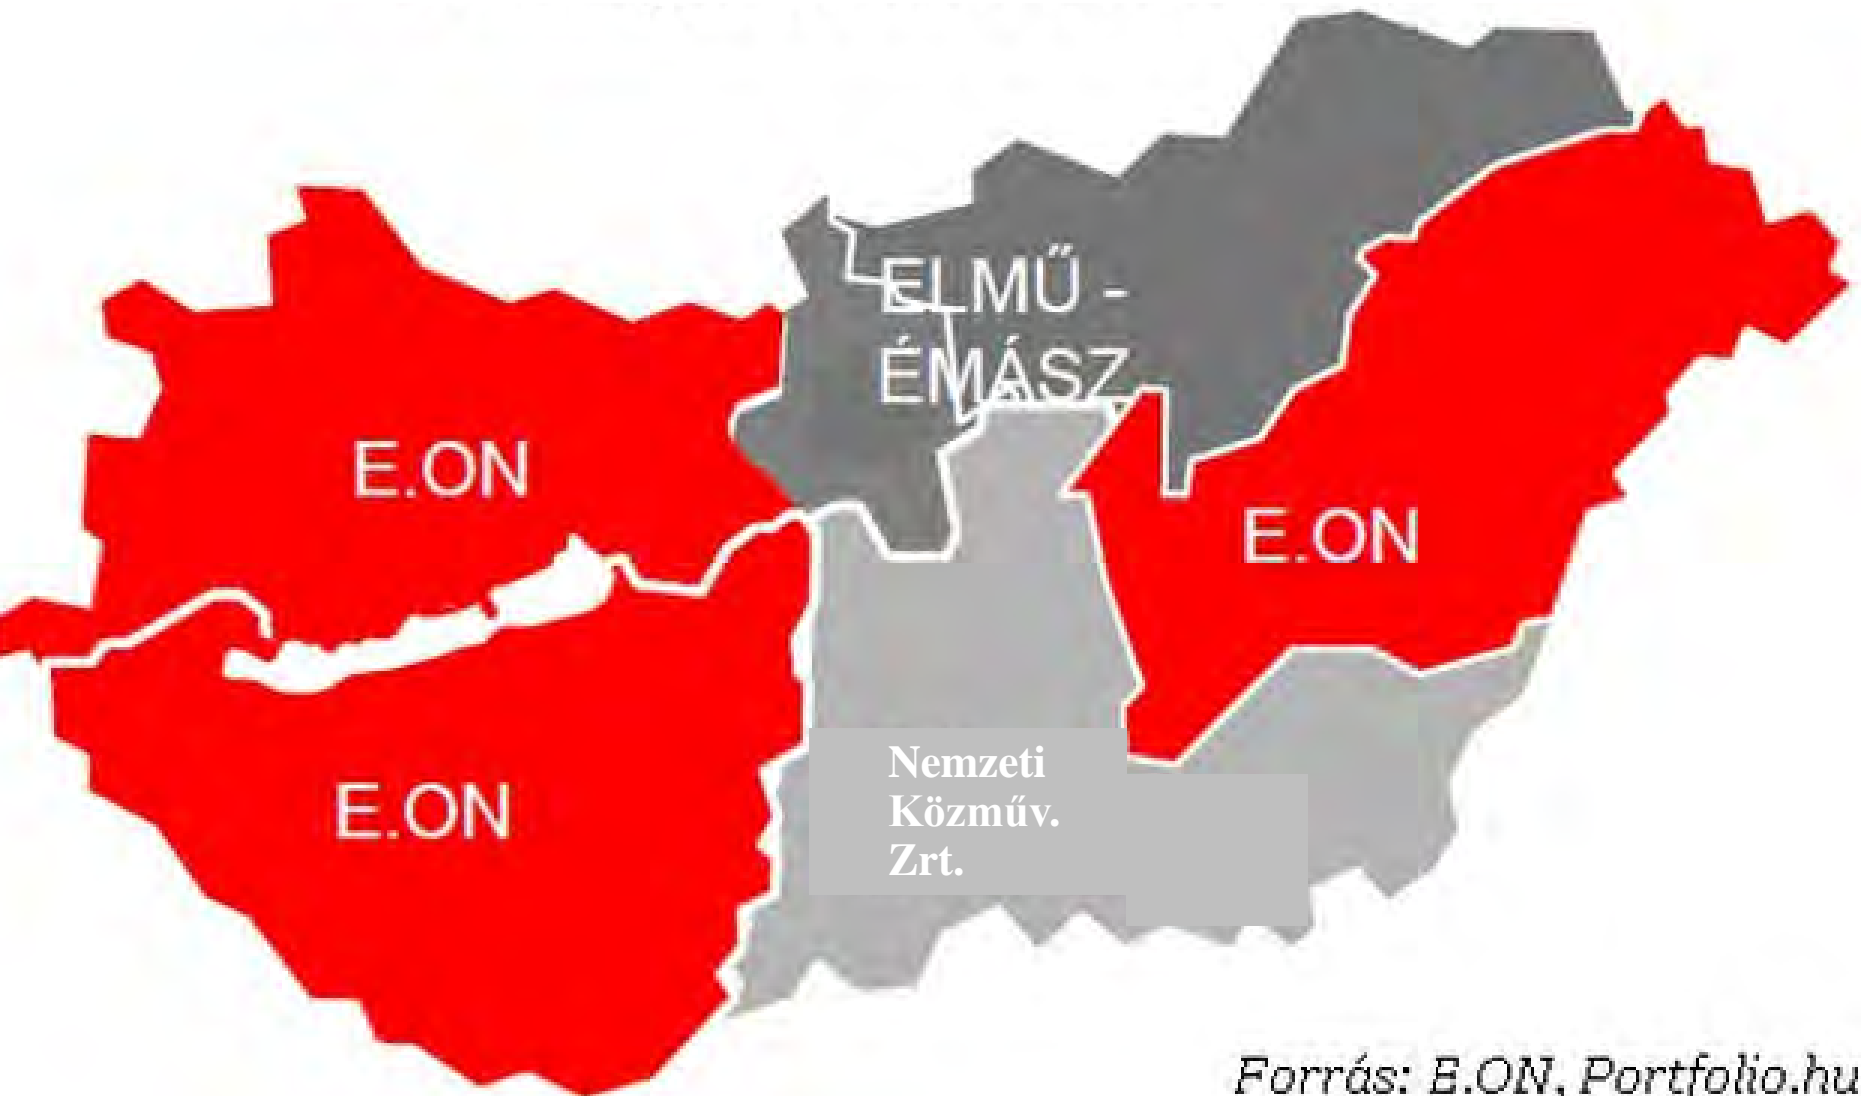 ELMŰ -
ÉMÁSZ
E.ON
E.ON
E.ON
Nemzeti
Közműv.
Zrt.
Forrás: E.ON, Portfolio.hu